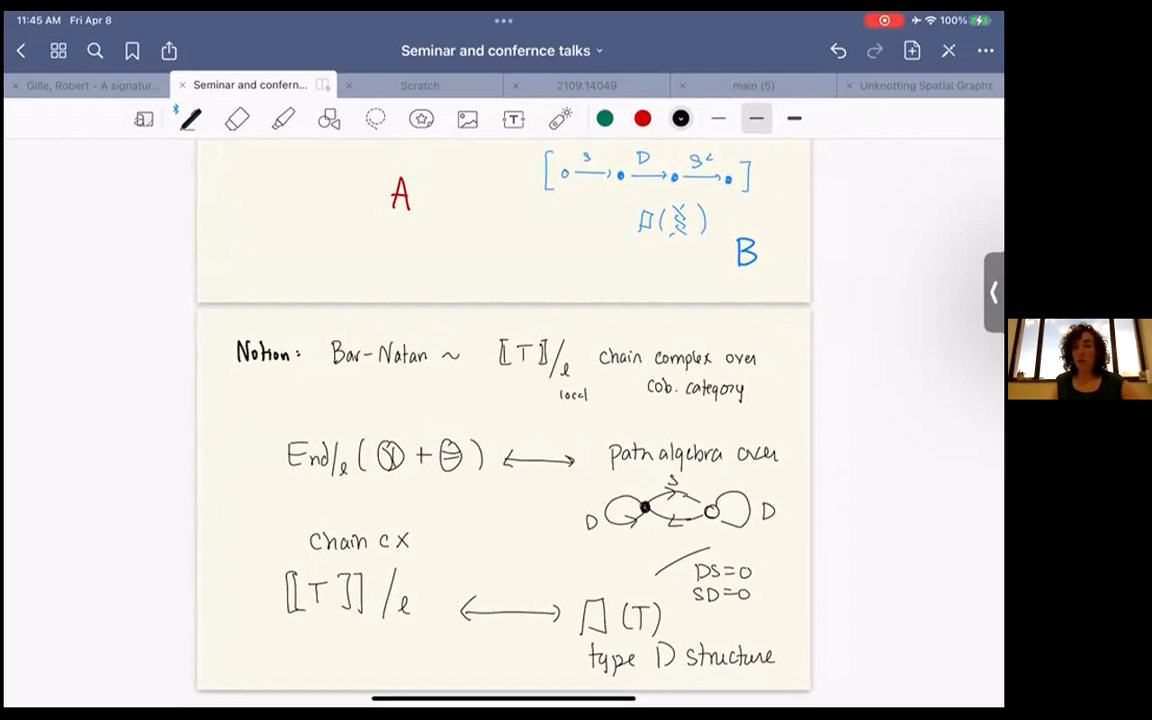 11:45 AM Fri Apr 8
100%
Seminar and confernce talks
Gille, Robert - A signatur...
Seminar and confern...
Scratch
2109.14049
main (5)
Unknotting Spatial Graphs
[ o S → • D → • S² → • ]
A
B
Notion: Bar-Natan ~ [[T]]/ℓ chain complex over
local cob. category
End/ℓ ( + ) ↔ path algebra over
S
D D
chain cx
DS=0
SD=0
[[T]]/ℓ ↔ Д(T)
type D structure